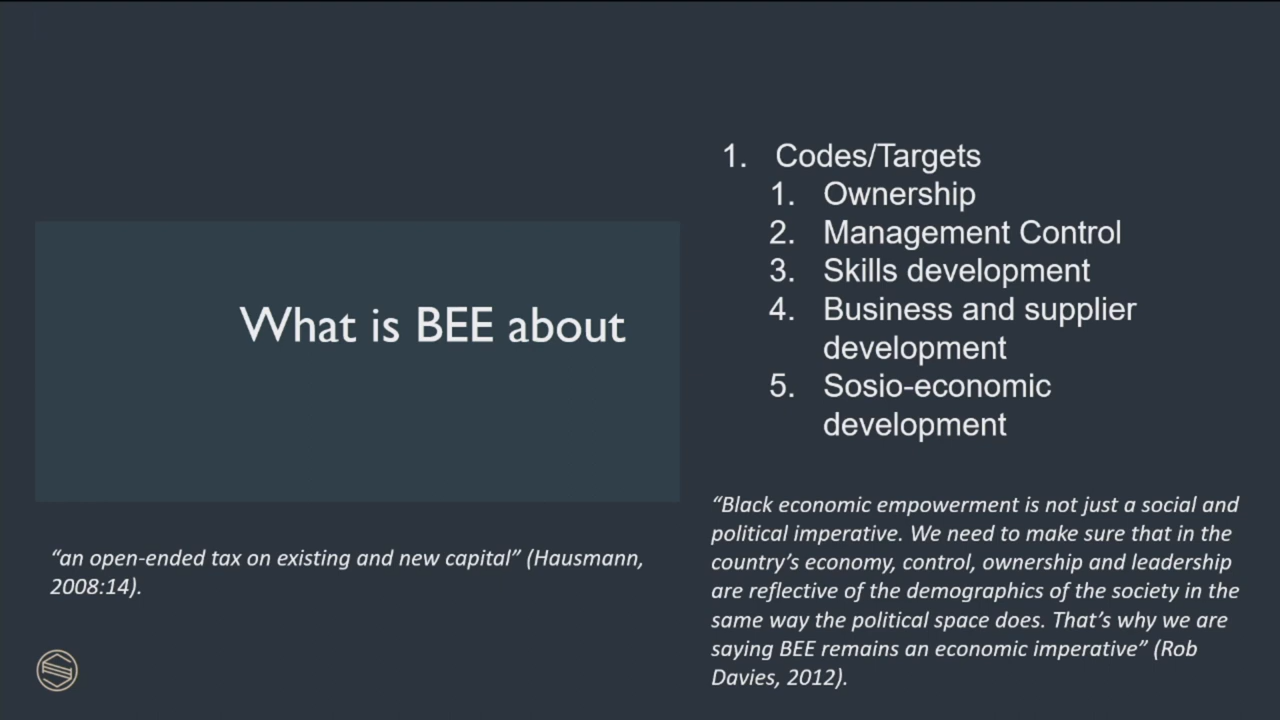 What is BEE about
“an open-ended tax on existing and new capital” (Hausmann,
2008:14).
1. Codes/Targets
1. Ownership
2. Management Control
3. Skills development
4. Business and supplier
development
5. Sosio-economic
development
“Black economic empowerment is not just a social and
political imperative. We need to make sure that in the
country’s economy, control, ownership and leadership
are reflective of the demographics of the society in the
same way the political space does. That’s why we are
saying BEE remains an economic imperative” (Rob
Davies, 2012).